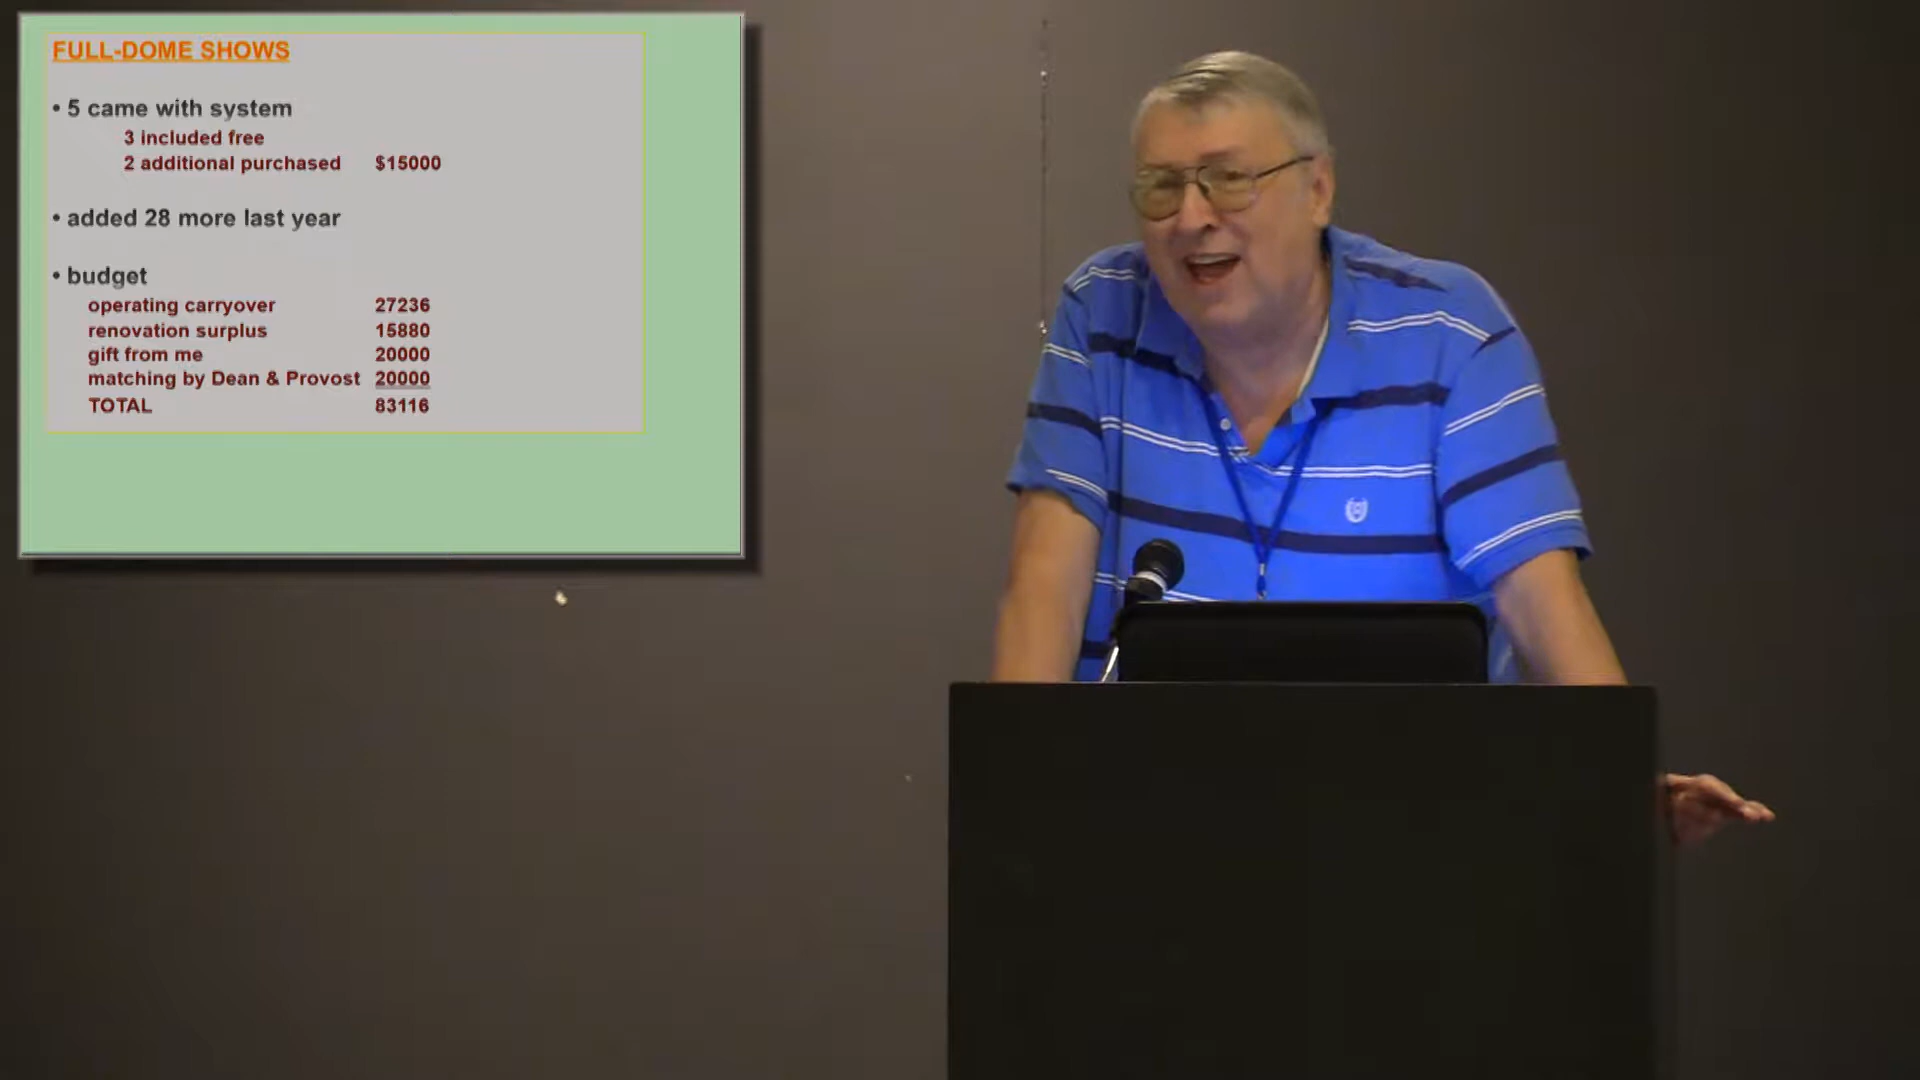 FULL-DOME SHOWS
• 5 came with system
3 included free
2 additional purchased $15000
• added 28 more last year
• budget
operating carryover 27236
renovation surplus 15880
gift from me 20000
matching by Dean & Provost 20000
TOTAL 83116